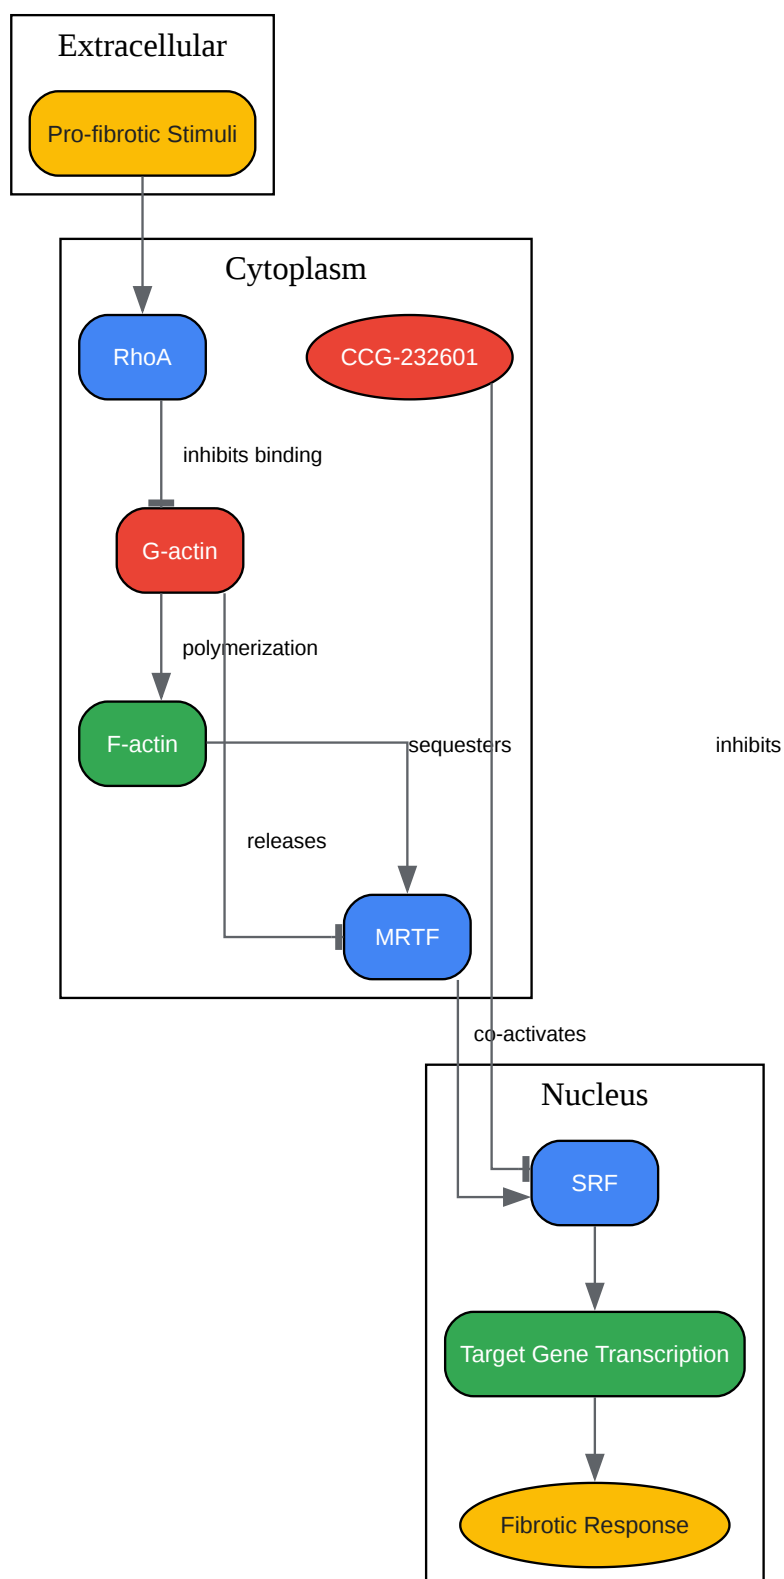 Extracellular
Pro-fibrotic Stimuli
Cytoplasm
RhoA
CCG-232601
inhibits binding
G-actin
polymerization
F-actin
sequesters
inhibits
releases
MRTF
co-activates
Nucleus
SRF
Target Gene Transcription
Fibrotic Response